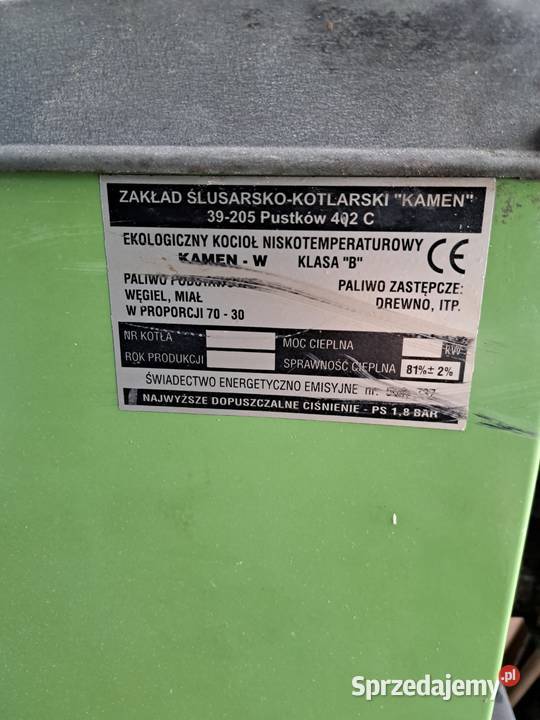 ZAKŁAD ŚLUSARSKO-KOTLARSKI "KAMEN"
39-205 Pustków 402 C
EKOLOGICZNY KOCIOŁ NISKOTEMPERATUROWY
KAMEN - W KLASA "B"
CE
PALIWO
WĘGIEL, MIAŁ
W PROPORCJI 70 - 30
PALIWO ZASTĘPCZE:
DREWNO, ITP.
NR KOTŁA
ROK PRODUKCJI
MOC CIEPLNA kW
SPRAWNOŚĆ CIEPLNA 81%± 2%
ŚWIADECTWO ENERGETYCZNO EMISYJNE nr.
NAJWYŻSZE DOPUSZCZALNE CIŚNIENIE - PS 1,8 BAR
Sprzedajemy.pl